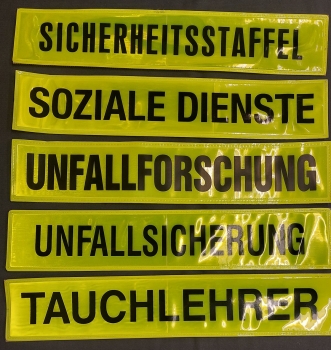 SICHERHEITSSTAFFEL
SOZIALE DIENSTE
UNFALLFORSCHUNG
UNFALLSICHERUNG
TAUCHLEHRER